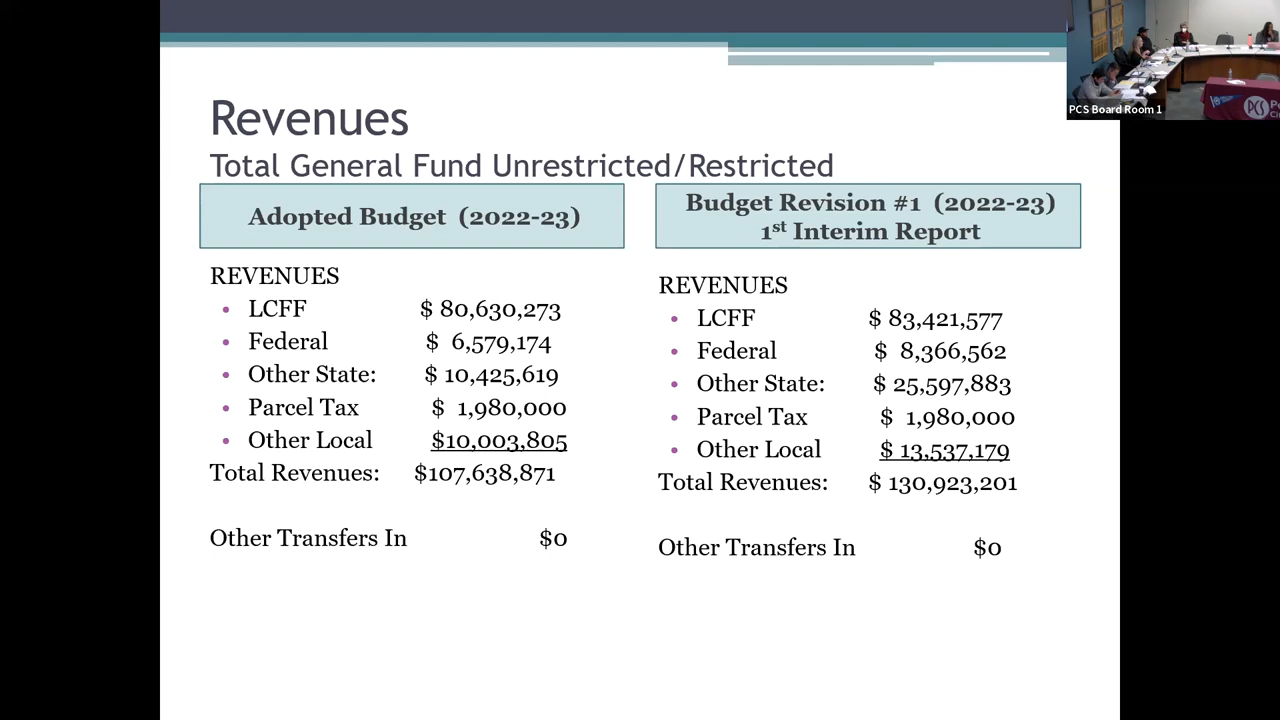 PCS Board Room 1
PCS
Revenues
Total General Fund Unrestricted/Restricted
Adopted Budget (2022-23)
REVENUES
• LCFF $ 80,630,273
• Federal $ 6,579,174
• Other State: $ 10,425,619
• Parcel Tax $ 1,980,000
• Other Local $10,003,805
Total Revenues: $107,638,871
Other Transfers In $0
Budget Revision #1 (2022-23)
1st Interim Report
REVENUES
• LCFF $ 83,421,577
• Federal $ 8,366,562
• Other State: $ 25,597,883
• Parcel Tax $ 1,980,000
• Other Local $ 13,537,179
Total Revenues: $ 130,923,201
Other Transfers In $0